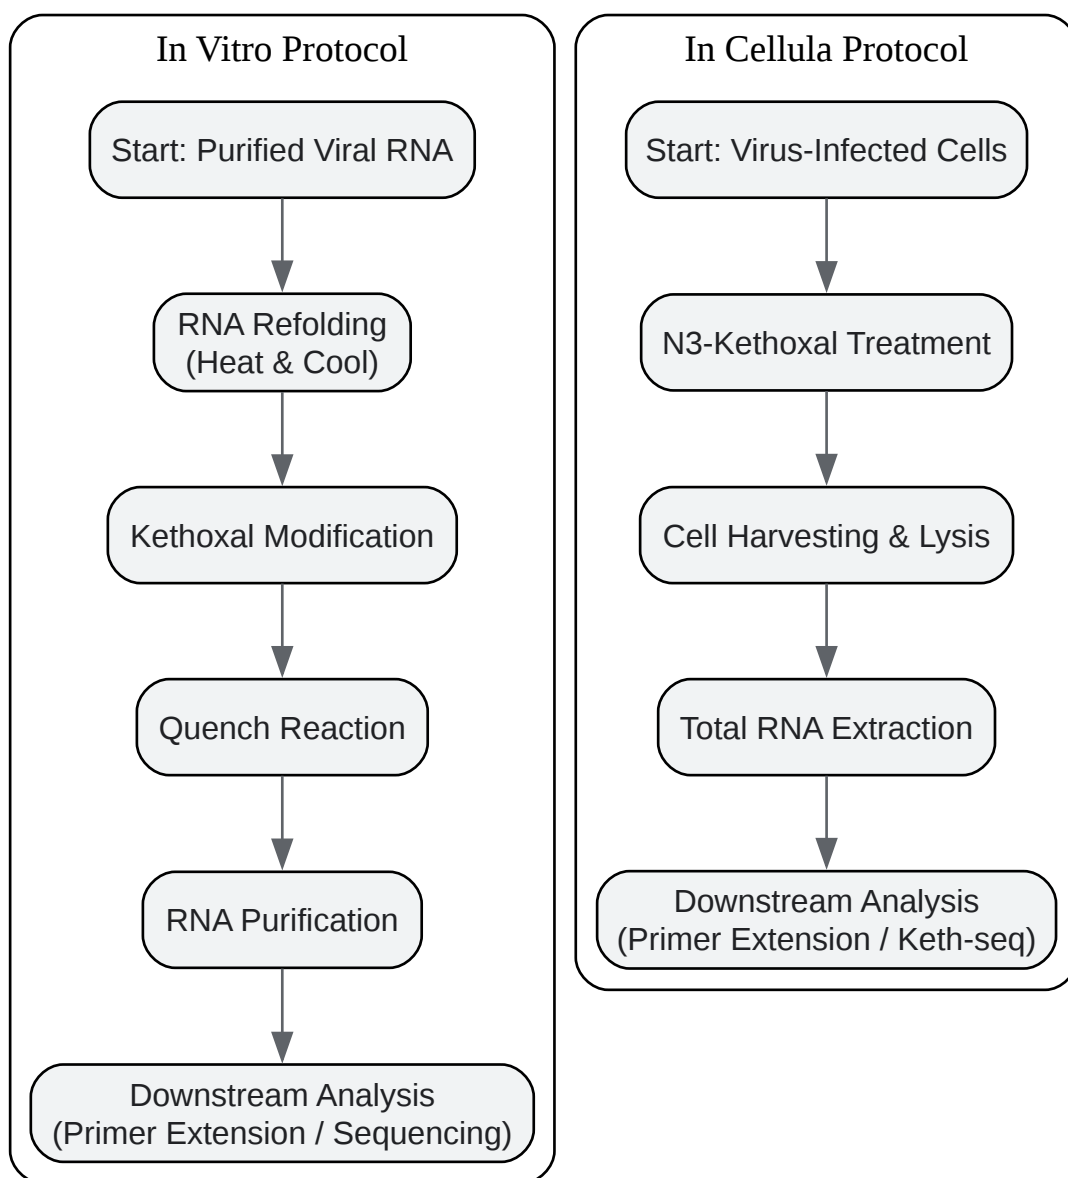 In Vitro Protocol
Start: Purified Viral RNA
RNA Refolding
(Heat & Cool)
Kethoxal Modification
Quench Reaction
RNA Purification
Downstream Analysis
(Primer Extension / Sequencing)
In Cellula Protocol
Start: Virus-Infected Cells
N3-Kethoxal Treatment
Cell Harvesting & Lysis
Total RNA Extraction
Downstream Analysis
(Primer Extension / Keth-seq)